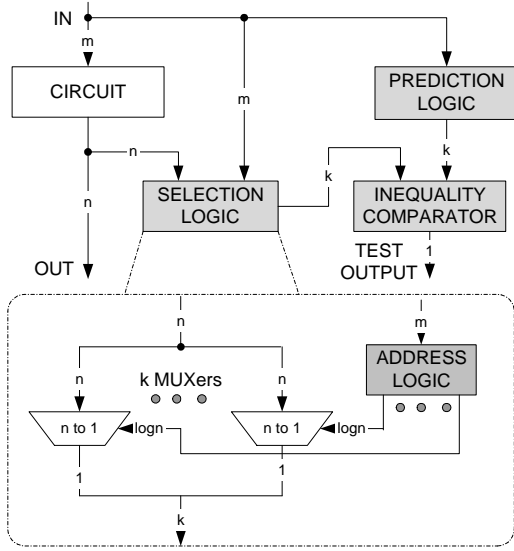 IN
m
CIRCUIT
PREDICTION
LOGIC
m
n
k
k
SELECTION
LOGIC
INEQUALITY
COMPARATOR
n
OUT
TEST
OUTPUT
1
n
m
ADDRESS
LOGIC
n
k MUXers
n
n to 1
logn
n to 1
logn
1
1
k